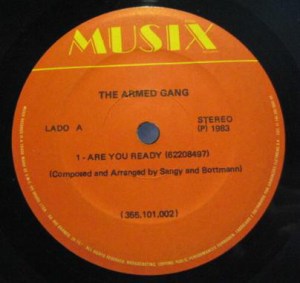 MUSIX
THE ARMED GANG
LADO A
STEREO
(P) 1983
1 - ARE YOU READY (62208497)
(Composed and Arranged by Sangy and Bottmann)
(366.101.002)